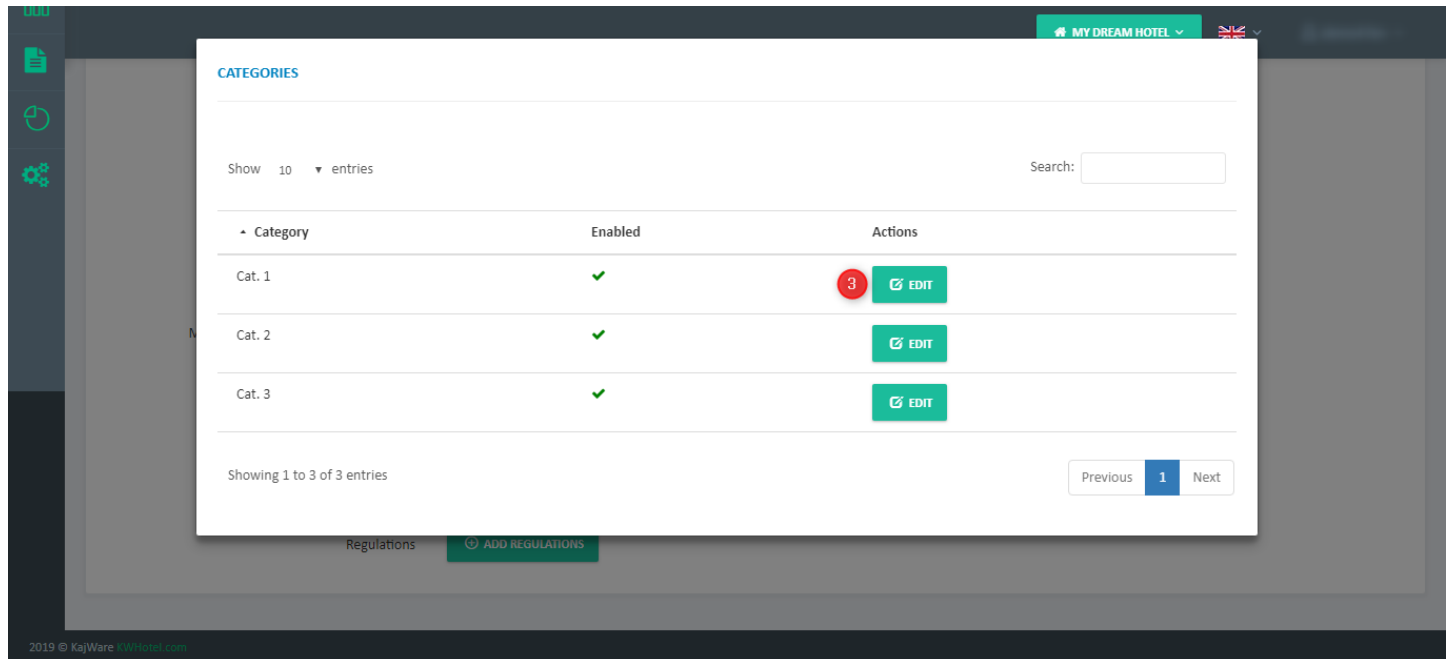 MY DREAM HOTEL
CATEGORIES
Show 10 entries
Search:
Category Enabled Actions
Cat. 1 3 EDIT
Cat. 2 EDIT
Cat. 3 EDIT
Showing 1 to 3 of 3 entries
Previous 1 Next
Regulations ADD REGULATIONS
2019 © KajWare KWHotel.com